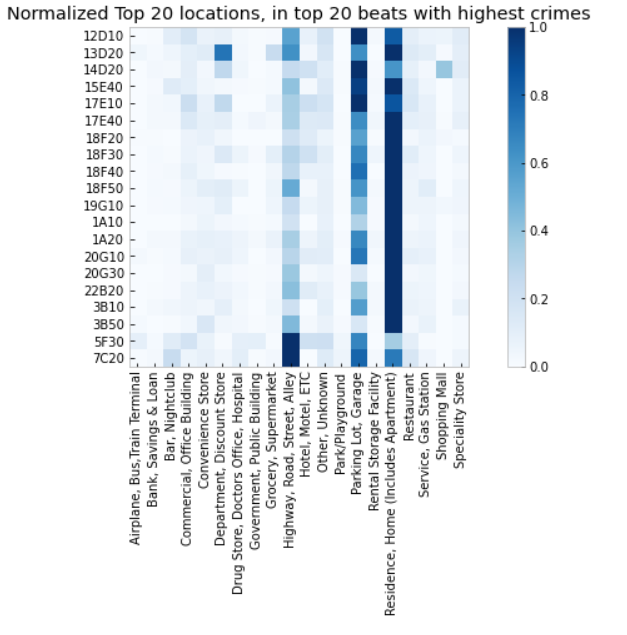 Normalized Top 20 locations, in top 20 beats with highest crimes
12D10
13D20
14D20
15E40
17E10
17E40
18F20
18F30
18F40
18F50
19G10
1A10
1A20
20G10
20G30
22B20
3B10
3B50
5F30
7C20
1.0
0.8
0.6
0.4
0.2
0.0
Airplane, Bus,Train Terminal
Bank, Savings & Loan
Bar, Nightclub
Commercial, Office Building
Convenience Store
Department, Discount Store
Drug Store, Doctors Office, Hospital
Government, Public Building
Grocery, Supermarket
Highway, Road, Street, Alley
Hotel, Motel, ETC
Other, Unknown
Park/Playground
Parking Lot, Garage
Rental Storage Facility
Residence, Home (Includes Apartment)
Restaurant
Service, Gas Station
Shopping Mall
Speciality Store